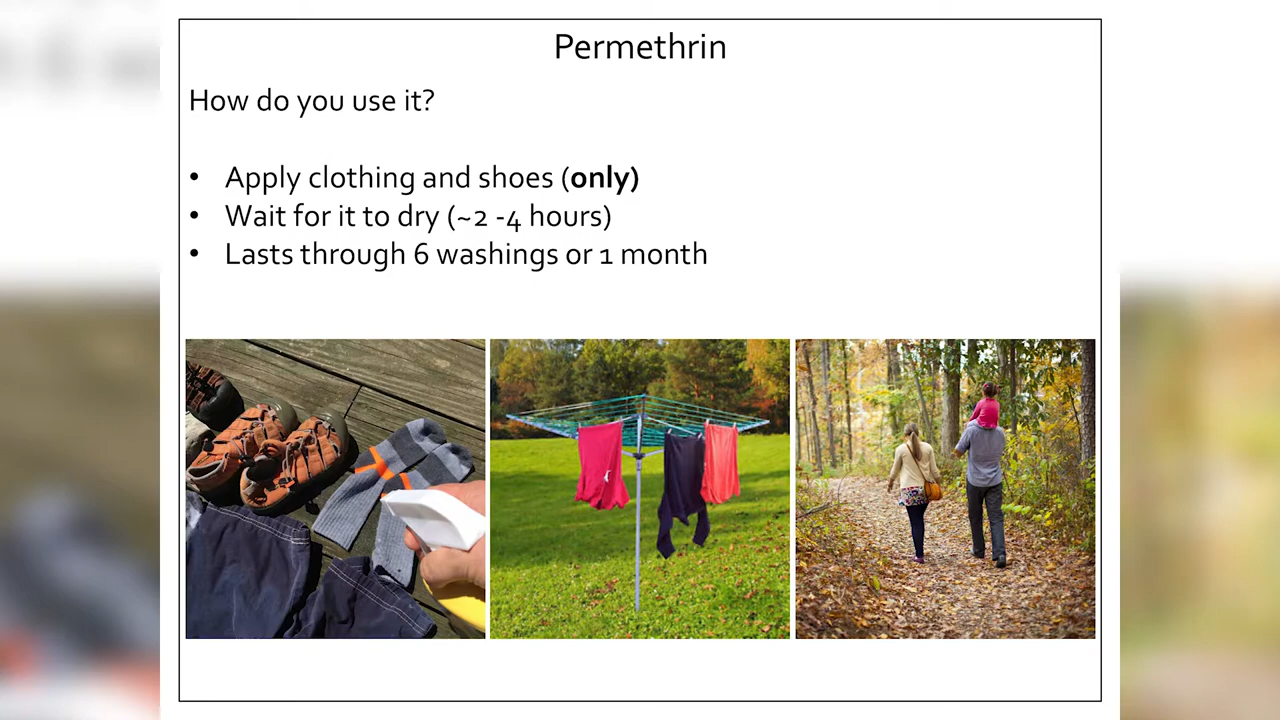 Permethrin
How do you use it?
• Apply clothing and shoes (only)
• Wait for it to dry (~2 -4 hours)
• Lasts through 6 washings or 1 month